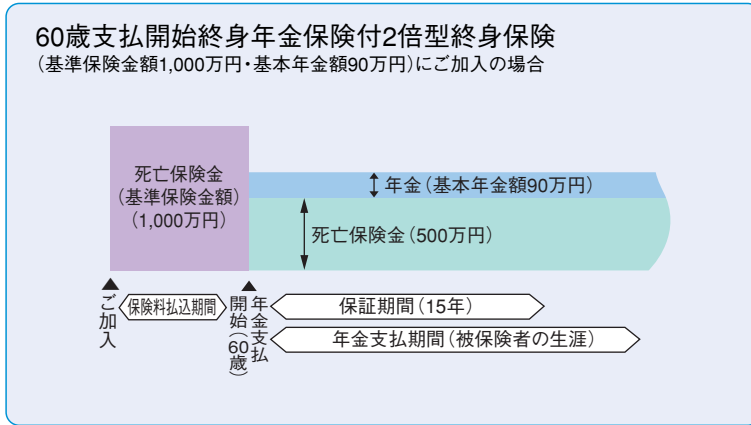 60歳支払開始終身年金保険付2倍型終身保険
(基準保険金額1,000万円・基本年金額90万円)にご加入の場合
死亡保険金
(基準保険金額)
(1,000万円)
年金(基本年金額90万円)
死亡保険金(500万円)
ご加入
保険料払込期間
年金支払
開始(60歳)
保証期間(15年)
年金支払期間(被保険者の生涯)